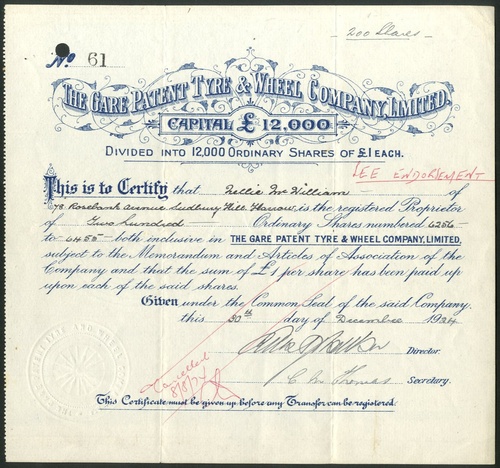 200 Shares
No 61
THE GARE PATENT TYRE & WHEEL COMPANY, LIMITED.
CAPITAL £ 12,000
DIVIDED INTO 12,000 ORDINARY SHARES OF £1 EACH.
SEE ENDORSEMENT
This is to Certify that Nellie Mc William of
78 Rosebank Avenue Sudbury Hill. Harrow, is the registered Proprietor
of Two hundred Ordinary Shares numbered 6256
to 6455 both inclusive in THE GARE PATENT TYRE & WHEEL COMPANY, LIMITED,
subject to the Memorandum and Articles of Association of the
Company and that the sum of £1 per share has been paid up
upon each of the said shares.
Given under the Common Seal of the said Company,
this 30th day of December 1924
Director.
Cancelled
Thomas Secretary.
This Certificate must be given up before any Transfer can be registered.